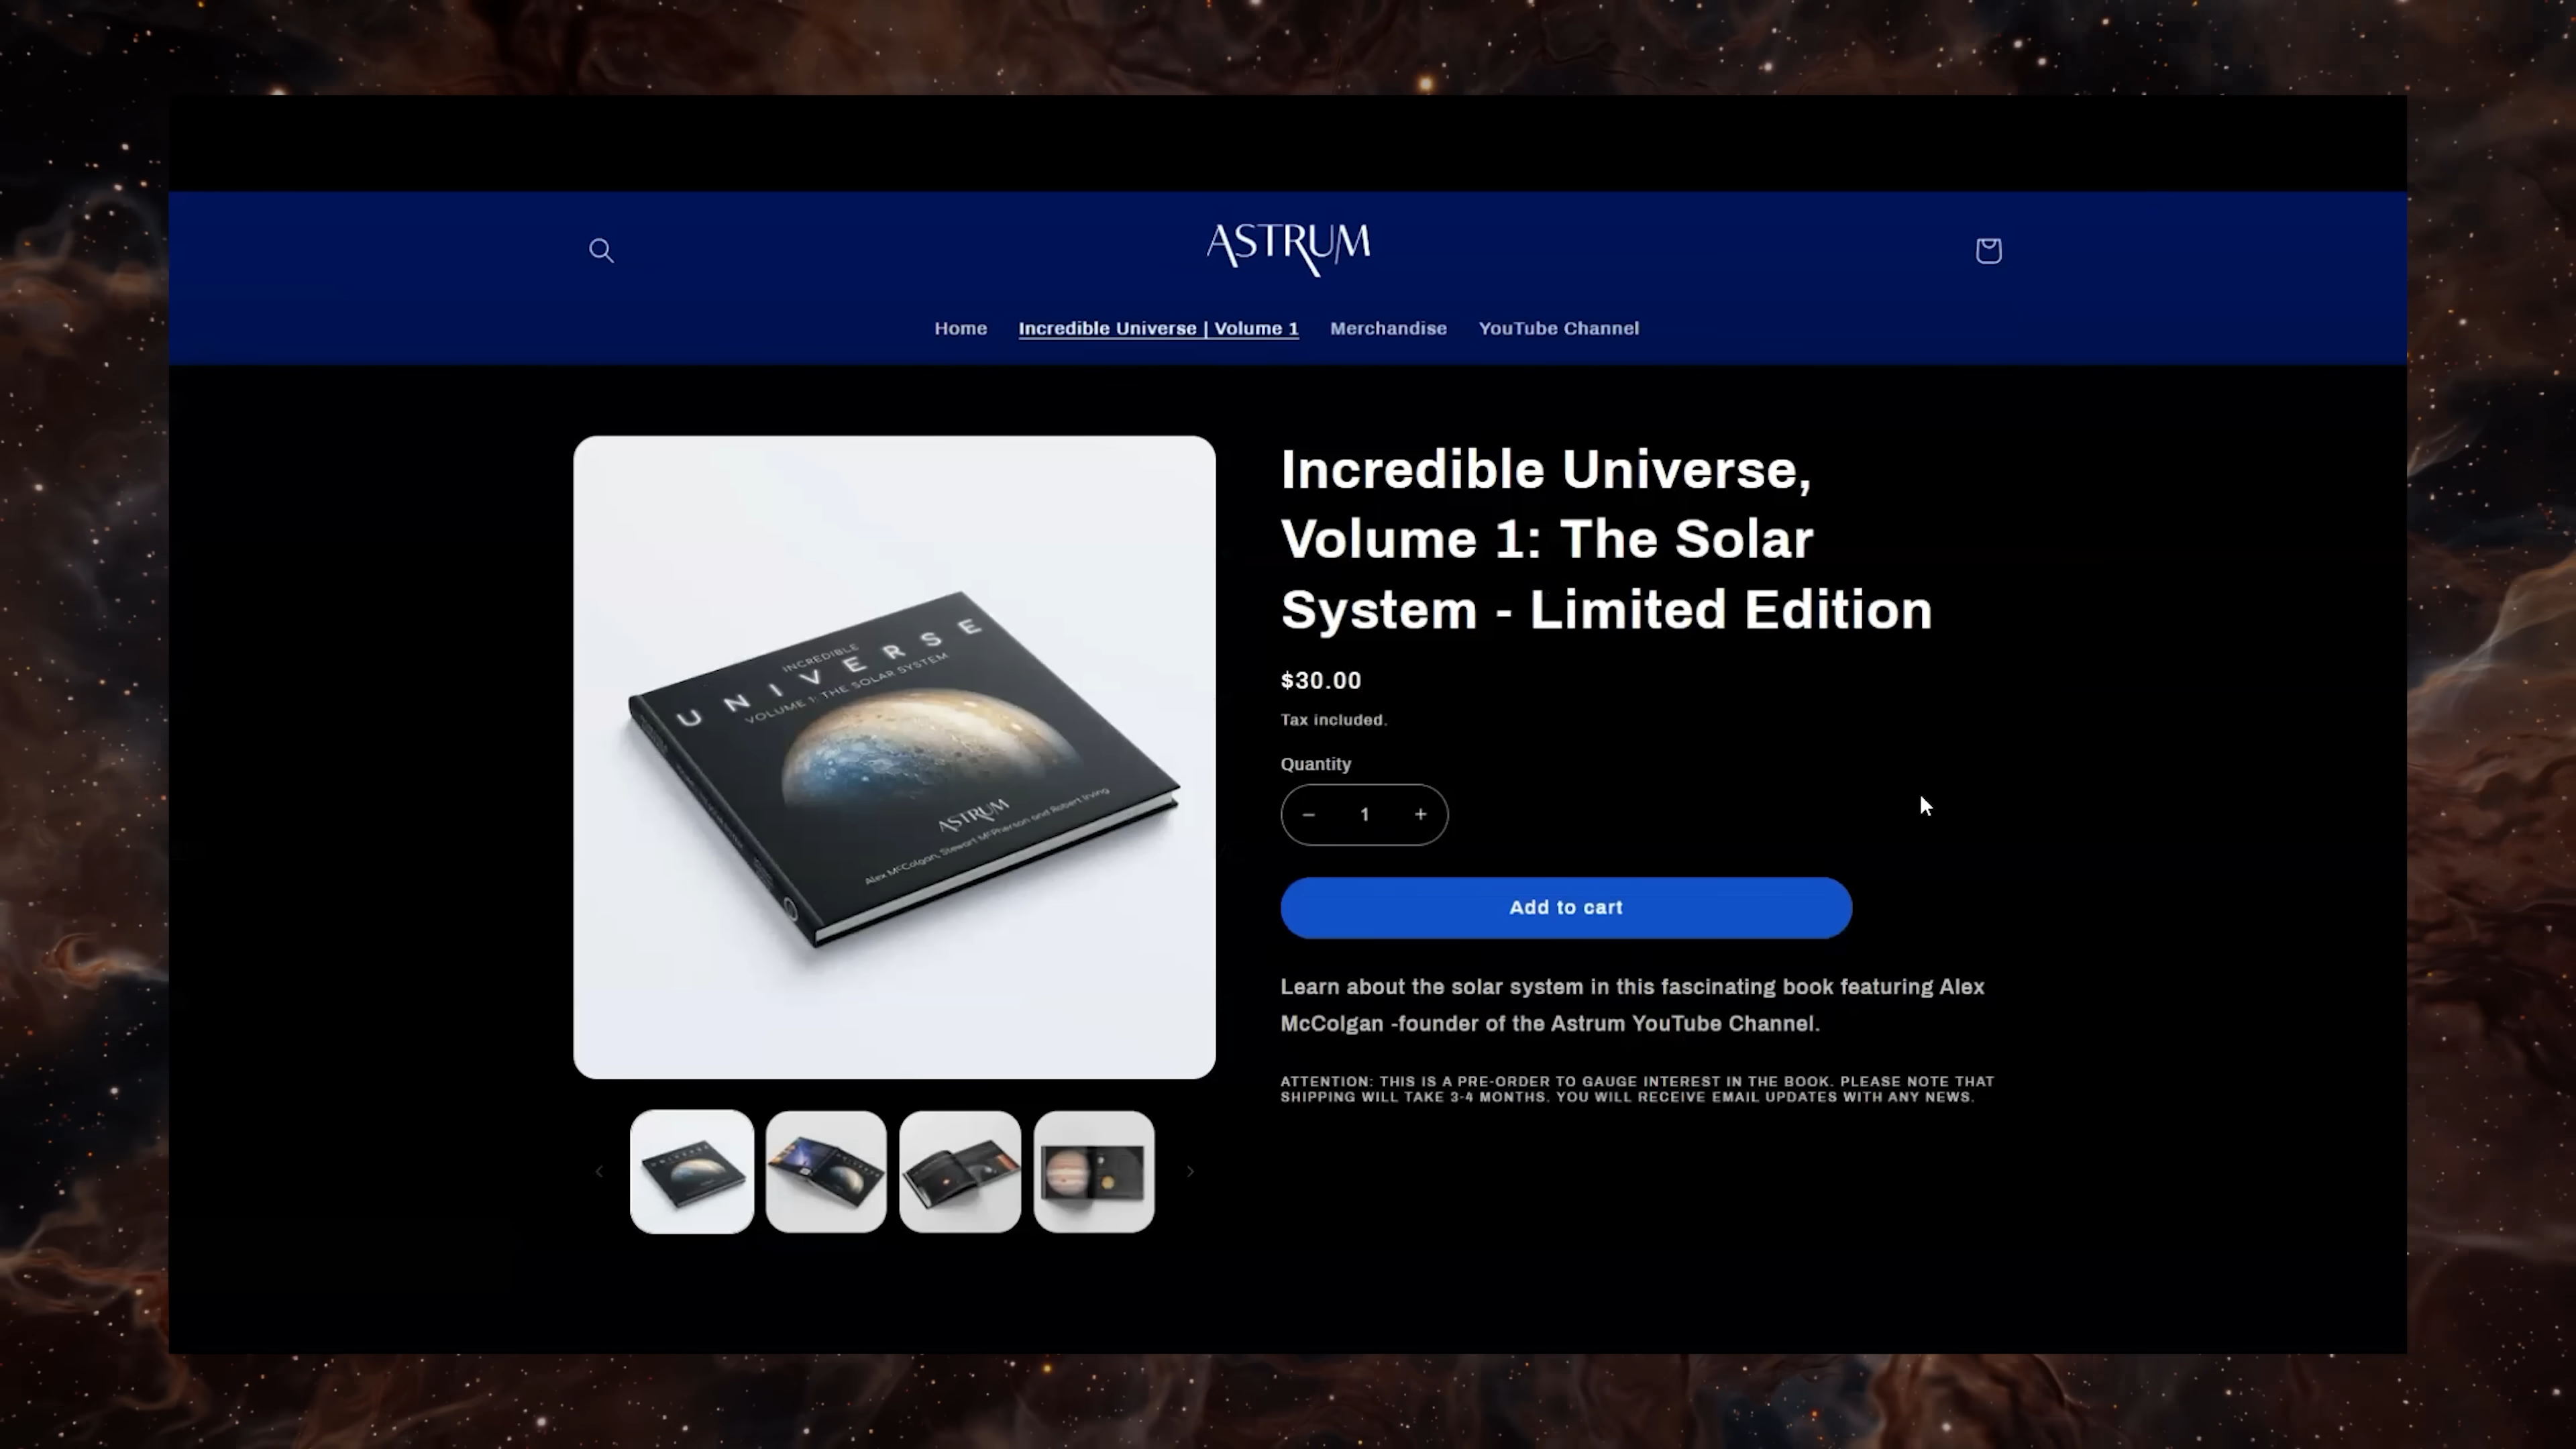 ASTRUM
Home Incredible Universe | Volume 1 Merchandise YouTube Channel
INCREDIBLE
UNIVERSE
VOLUME 1: THE SOLAR SYSTEM
ASTRUM
Alex McColgan, Stewart McPherson and Robert Irving
Incredible Universe,
Volume 1: The Solar
System - Limited Edition
$30.00
Tax included.
Quantity
− 1 +
Add to cart
Learn about the solar system in this fascinating book featuring Alex
McColgan -founder of the Astrum YouTube Channel.
ATTENTION: THIS IS A PRE-ORDER TO GAUGE INTEREST IN THE BOOK. PLEASE NOTE THAT
SHIPPING WILL TAKE 3-4 MONTHS. YOU WILL RECEIVE EMAIL UPDATES WITH ANY NEWS.